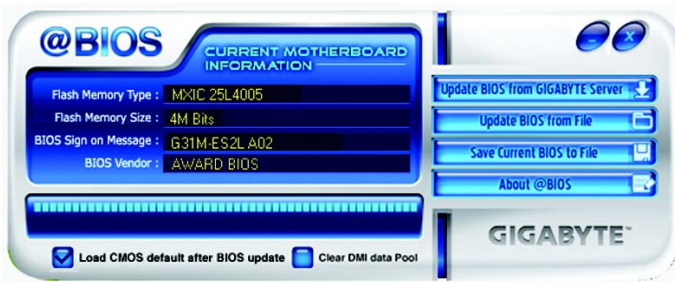 @BIOS
CURRENT MOTHERBOARD
INFORMATION
Flash Memory Type : MXIC 25L4005
Flash Memory Size : 4M Bits
BIOS Sign on Message : G31M-ES2L A02
BIOS Vendor : AWARD BIOS
Load CMOS default after BIOS update
Clear DMI data Pool
Update BIOS from GIGABYTE Server
Update BIOS from File
Save Current BIOS to File
About @BIOS
GIGABYTE™